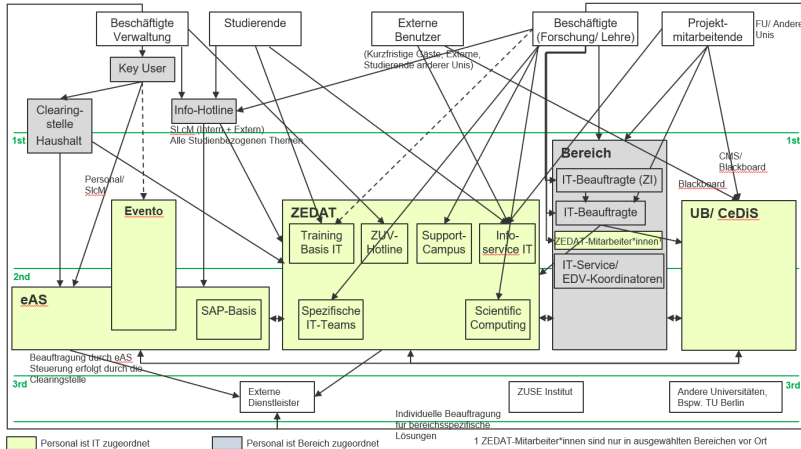 Beschäftigte
Verwaltung
Studierende
Externe
Benutzer
Beschäftigte
(Forschung/ Lehre)
Projekt-
mitarbeitende
FU/ Andere
Unis
(Kurzfristige Gäste, Externe,
Studierende anderer Unis)
Key User
Clearing-
stelle
Haushalt
Info-Hotline
SLcM (Intern + Extern)
Alle Studienbezogenen Themen
1st
1st
Bereich
CMS/
Blackboard
Personal/
SlcM
IT-Beauftragte (ZI)
Blackboard
Evento
ZEDAT
IT-Beauftragte
UB/ CeDiS
Training
Basis IT
ZUV-
Hotline
Support-
Campus
Info-
service IT
ZEDAT-Mitarbeiter*innen¹
IT-Service/
EDV-Koordinatoren
2nd
2nd
eAS
SAP-Basis
Spezifische
IT-Teams
Scientific
Computing
Beauftragung durch eAS
Steuerung erfolgt durch die
Clearingstelle
3rd
3rd
Externe
Dienstleister
ZUSE Institut
Andere Universitäten,
Bspw. TU Berlin
Individuelle Beauftragung
für bereichsspezifische
Lösungen
Personal ist IT zugeordnet
Personal ist Bereich zugeordnet
1 ZEDAT-Mitarbeiter*innen sind nur in ausgewählten Bereichen vor Ort